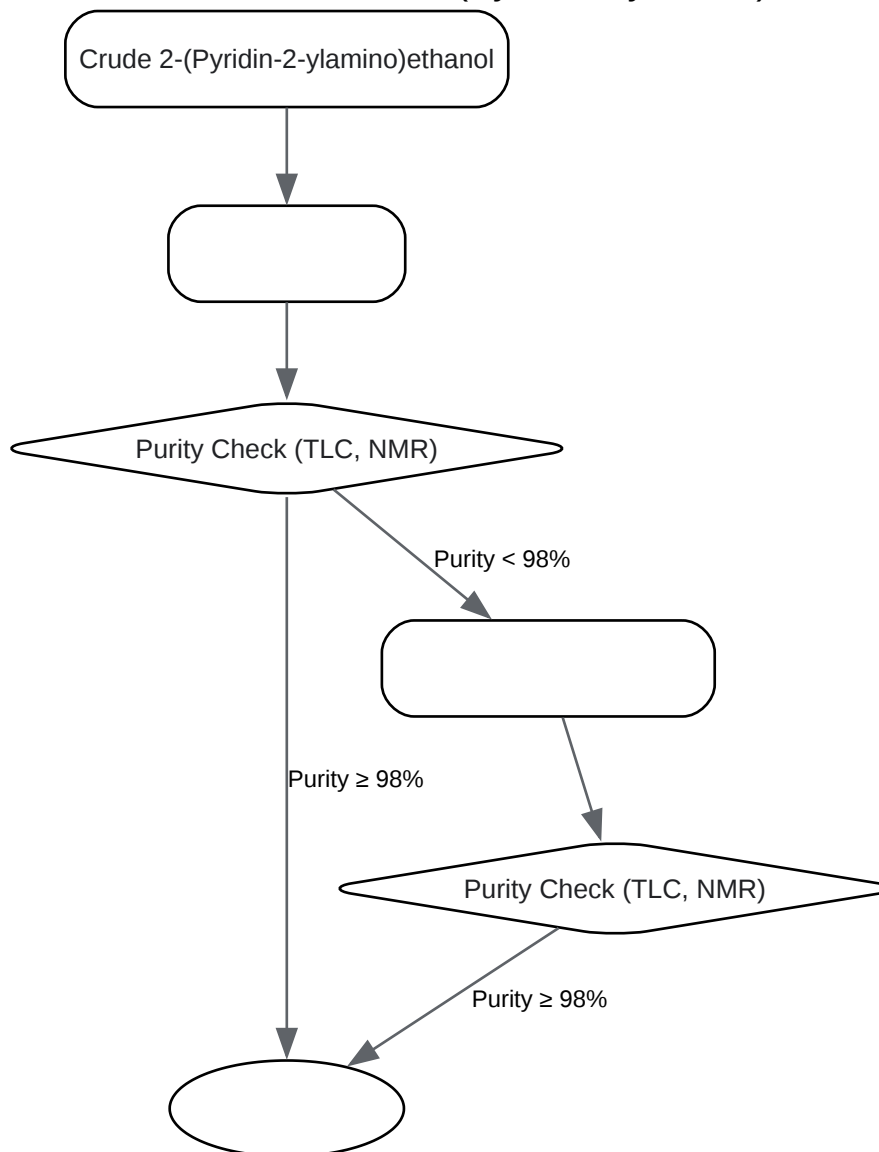 Crude 2-(Pyridin-2-ylamino)ethanol
Purity Check (TLC, NMR)
Purity < 98%
Purity ≥ 98%
Purity Check (TLC, NMR)
Purity ≥ 98%